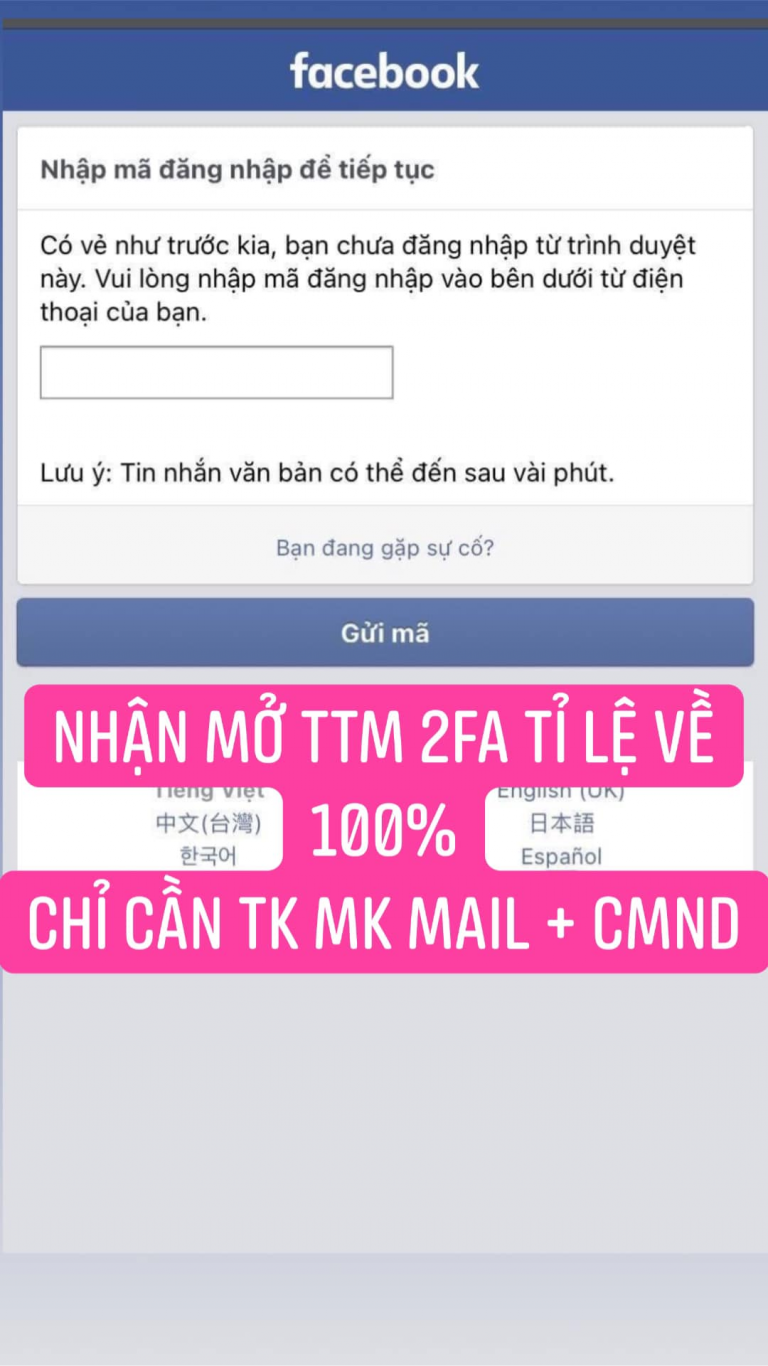 facebook
Nhập mã đăng nhập để tiếp tục
Có vẻ như trước kia, bạn chưa đăng nhập từ trình duyệt
này. Vui lòng nhập mã đăng nhập vào bên dưới từ điện
thoại của bạn.
Lưu ý: Tin nhắn văn bản có thể đến sau vài phút.
Bạn đang gặp sự cố?
Gửi mã
NHẬN MỞ TTM 2FA TỈ LỆ VỀ
100%
CHỈ CẦN TK MK MAIL + CMND
Tiếng Việt
English (UK)
中文(台灣)
日本語
한국어
Español